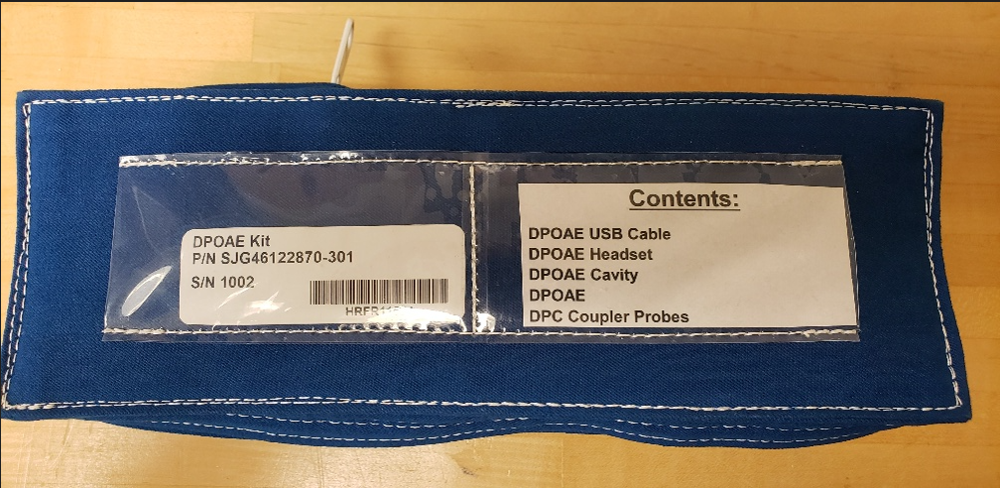 DPOAE Kit
P/N SJG46122870-301
S/N 1002
Contents:
DPOAE USB Cable
DPOAE Headset
DPOAE Cavity
DPOAE
DPC Coupler Probes